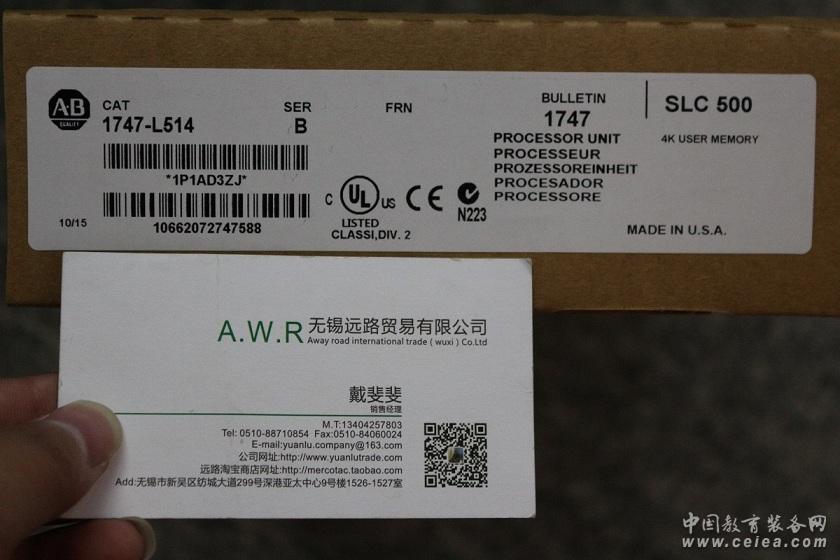 A-B
QUALITY
CAT
1747-L514
SER
B
FRN
*1P1AD3ZJ*
10/15
10662072747588
C UL US
LISTED
CLASSI,DIV. 2
CE
N223
BULLETIN
1747
PROCESSOR UNIT
PROCESSEUR
PROZESSOREINHEIT
PROCESADOR
PROCESSORE
SLC 500
4K USER MEMORY
MADE IN U.S.A.
A.W.R 无锡远路贸易有限公司
Away road international trade ( wuxi ) Co.Ltd
戴斐斐
销售经理
M.T:13404257803
Tel: 0510-88710854 Fax:0510-84060024
E-mail:yuanlu.company@163.com
公司网址:http://www.yuanlutrade.com
远路淘宝商店网址:http://mercotac.taobao.com
Add:无锡市新吴区纺城大道299号深港亚太中心9号楼1526-1527室
中国教育装备网
www.ceiea.com